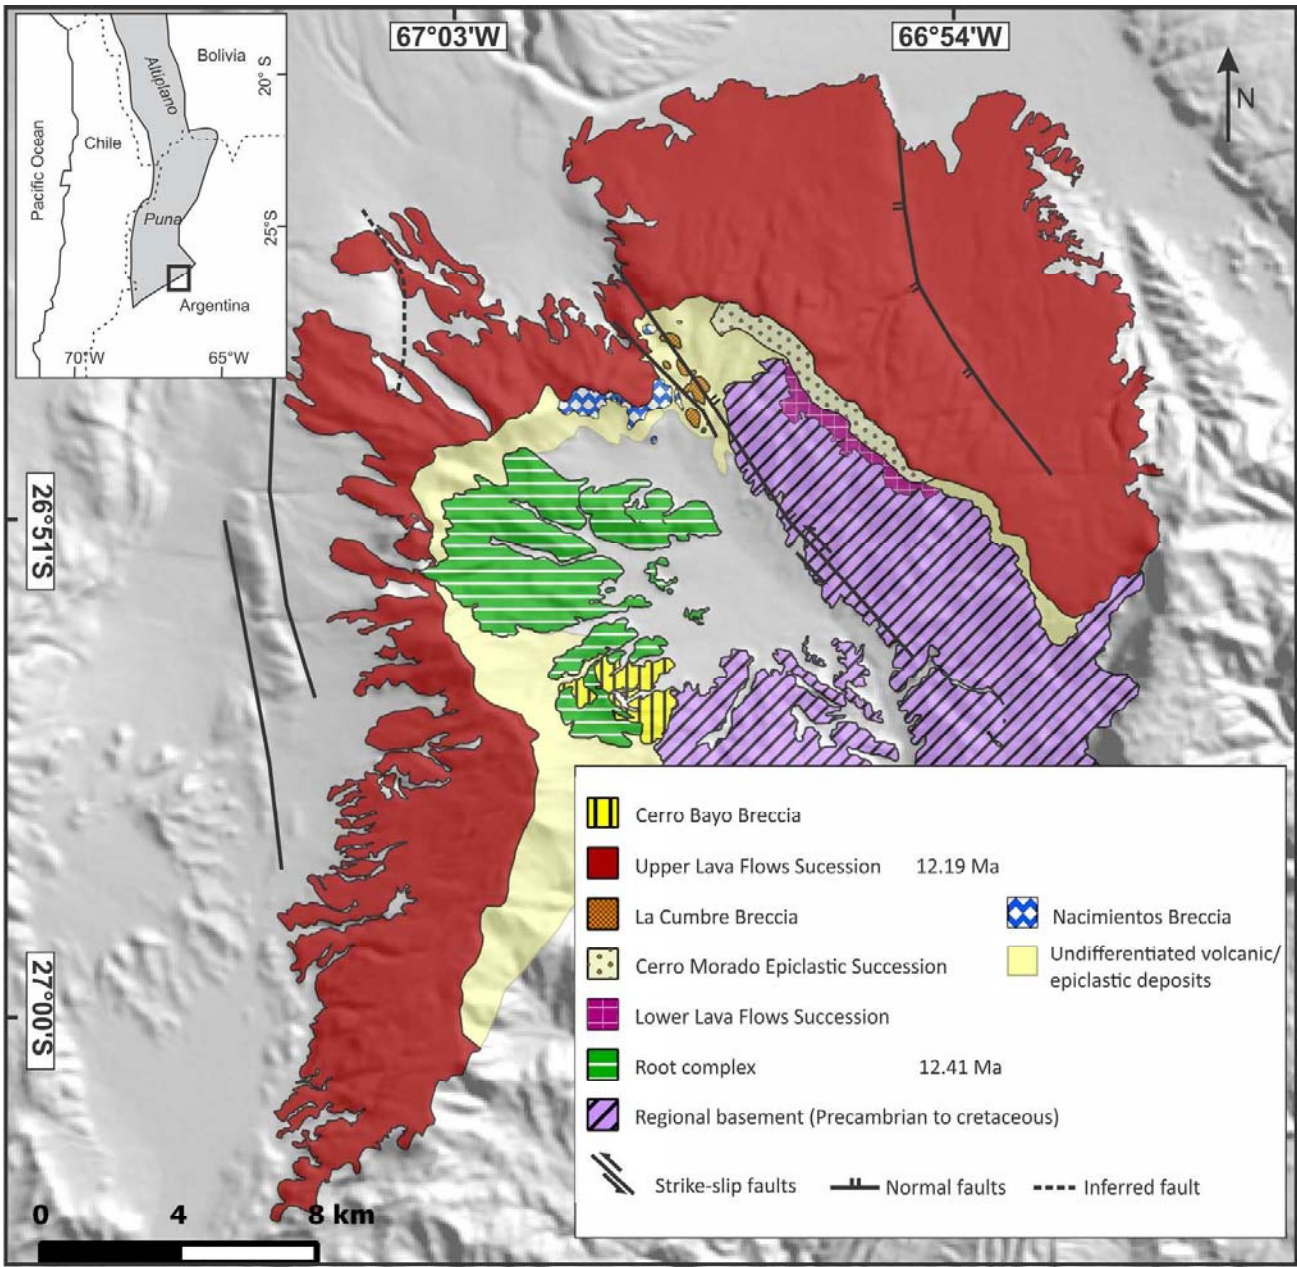 67°03'W
66°54'W
N
Bolivia
Altiplano
20° S
Chile
Pacific Ocean
Puna
25°S
Argentina
70°W
65°W
26°51'S
27°00'S
Cerro Bayo Breccia
Upper Lava Flows Sucession 12.19 Ma
La Cumbre Breccia
Nacimientos Breccia
Cerro Morado Epiclastic Succession
Undifferentiated volcanic/
epiclastic deposits
Lower Lava Flows Succession
Root complex 12.41 Ma
Regional basement (Precambrian to cretaceous)
Strike-slip faults
Normal faults
Inferred fault
0 4 8 km